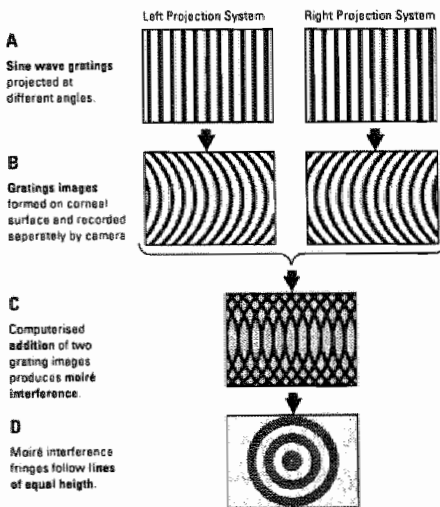 Left Projection System
Right Projection System
A
Sine wave gratings
projected at
different angles.
B
Gratings images
formed on corneal
surface and recorded
seperately by camera
C
Computerised
addition of two
grating images
produces moiré
interference.
D
Moiré interference
fringes follow lines
of equal heigth.